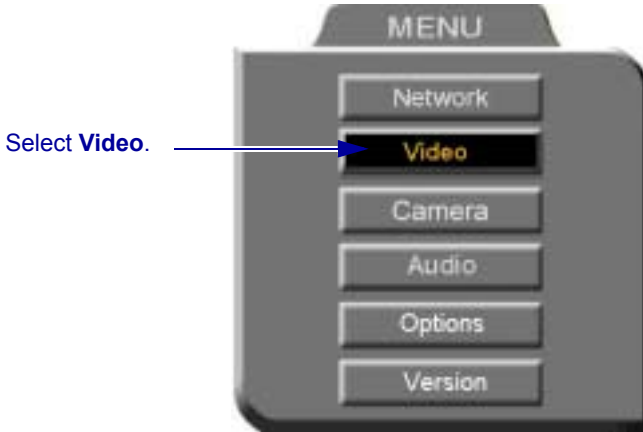 MENU
Network
Select Video.
Video
Camera
Audio
Options
Version